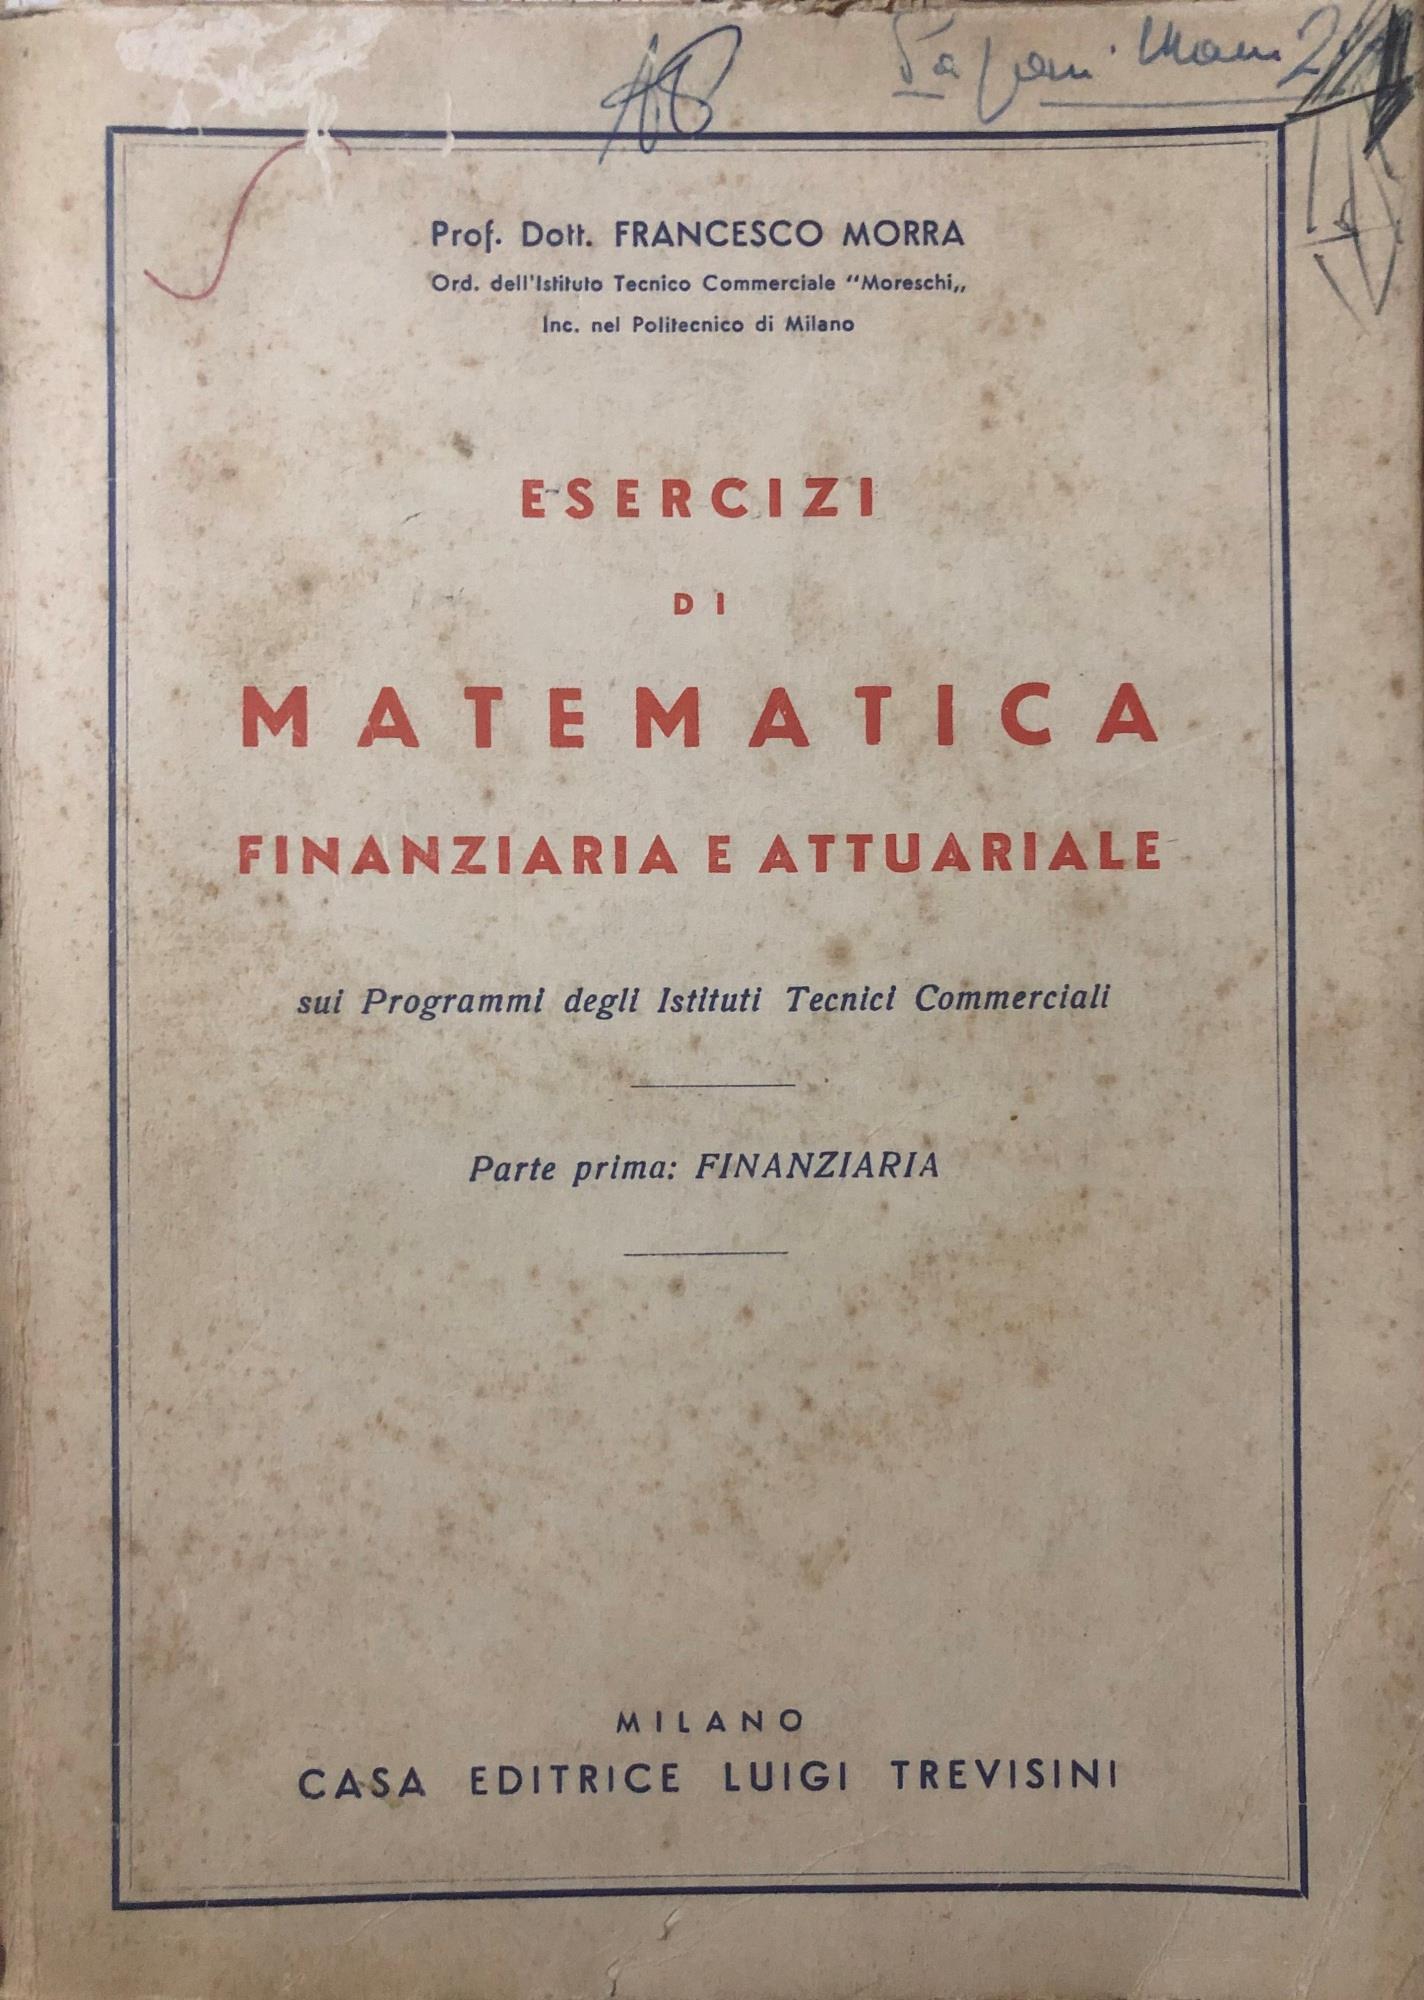 Prof. Dott. FRANCESCO MORRA
Ord. dell'Istituto Tecnico Commerciale “Moreschi„
Inc. nel Politecnico di Milano
ESERCIZI
DI
MATEMATICA
FINANZIARIA E ATTUARIALE
sui Programmi degli Istituti Tecnici Commerciali
Parte prima: FINANZIARIA
MILANO
CASA EDITRICE LUIGI TREVISINI